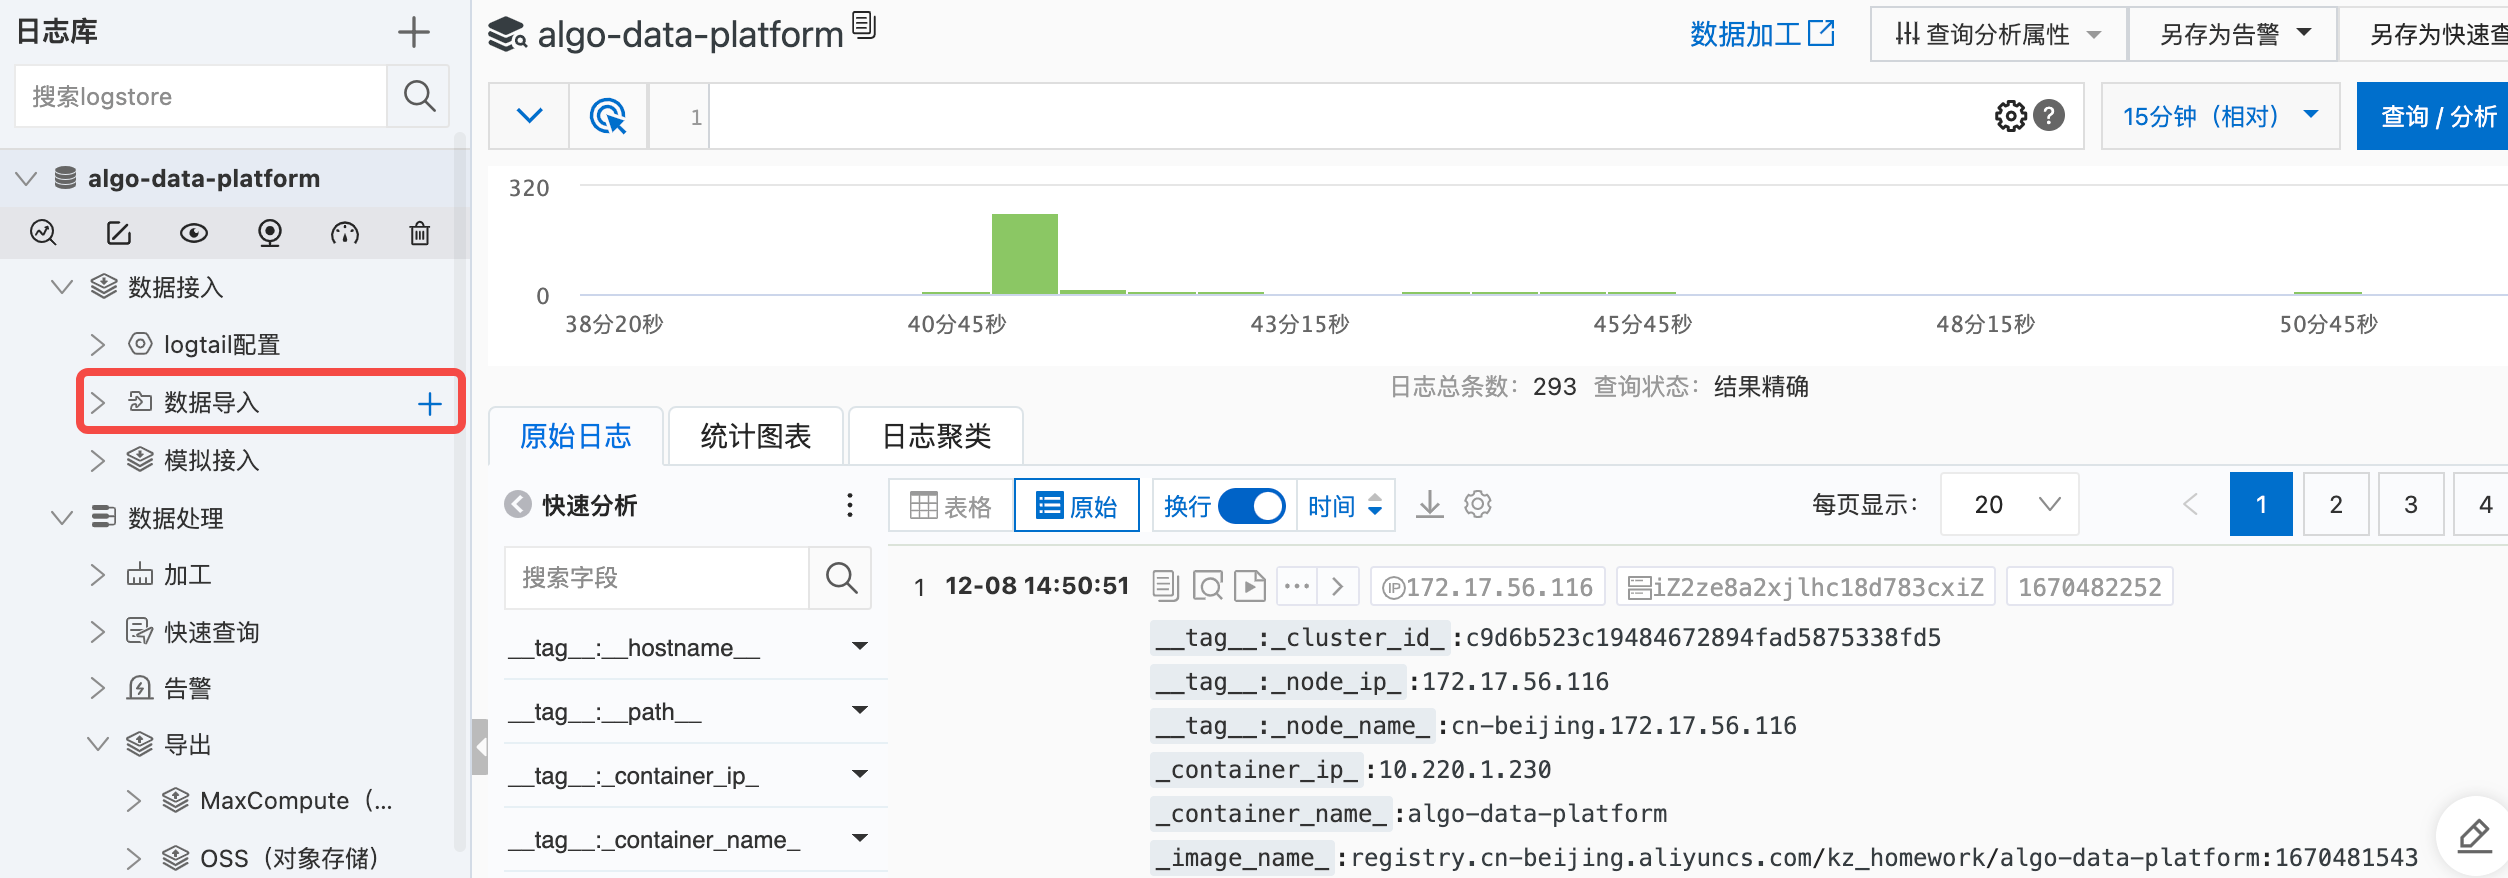 日志库
搜索logstore
algo-data-platform
数据接入
logtail配置
数据导入
模拟接入
数据处理
加工
快速查询
告警
导出
MaxCompute（...
OSS（对象存储）
algo-data-platform
数据加工
查询分析属性
另存为告警
另存为快速查
1
?
15分钟（相对）
查询 / 分析
320
0
38分20秒
40分45秒
43分15秒
45分45秒
48分15秒
50分45秒
日志总条数：293 查询状态：结果精确
原始日志
统计图表
日志聚类
快速分析
搜索字段
__tag__:__hostname__
__tag__:__path__
__tag__:_container_ip_
__tag__:_container_name_
表格
原始
换行
时间
每页显示：
20
1
2
3
4
1 12-08 14:50:51 IP 172.17.56.116 iZ2ze8a2xjlhc18d783cxiZ 1670482252
__tag__:_cluster_id_:c9d6b523c19484672894fad5875338fd5
__tag__:_node_ip_:172.17.56.116
__tag__:_node_name_:cn-beijing.172.17.56.116
_container_ip_:10.220.1.230
_container_name_:algo-data-platform
_image_name_:registry.cn-beijing.aliyuncs.com/kz_homework/algo-data-platform:1670481543